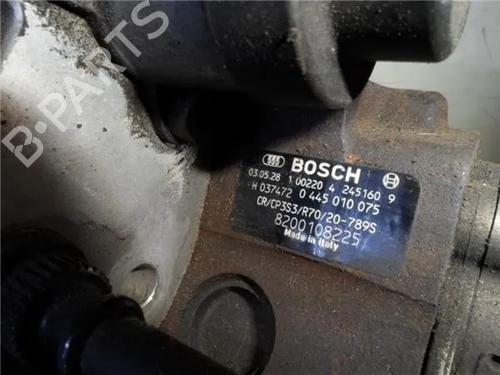 B-PARTS
BOSCH
03.05.28 1 00220 4 245160 9
H 037472 0 445 010 075
CR/CP3S3/R70/20-789S
8200108225
Made in Italy